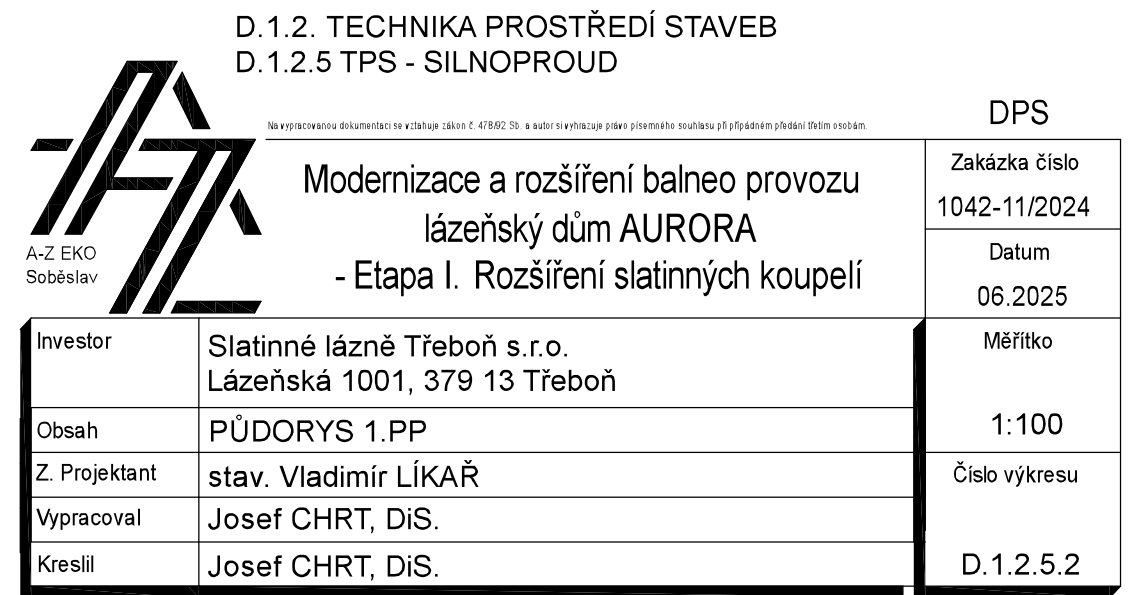 D.1.2. TECHNIKA PROSTŘEDÍ STAVEB
D.1.2.5 TPS - SILNOPROUD
DPS
Na vypracovanou dokumentaci se vztahuje zákon č. 478/92 Sb. a autor si vyhrazuje právo písemného souhlasu při případném předání třetím osobám.
A-Z EKO
Soběslav
Modernizace a rozšíření balneo provozu
lázeňský dům AURORA
- Etapa I. Rozšíření slatinných koupelí
Zakázka číslo
1042-11/2024
Datum
06.2025
Investor
Slatinné lázně Třeboň s.r.o.
Lázeňská 1001, 379 13 Třeboň
Měřítko
1:100
Obsah
PŮDORYS 1.PP
Z. Projektant
stav. Vladimír LÍKAŘ
Číslo výkresu
D.1.2.5.2
Vypracoval
Josef CHRT, DiS.
Kreslil
Josef CHRT, DiS.